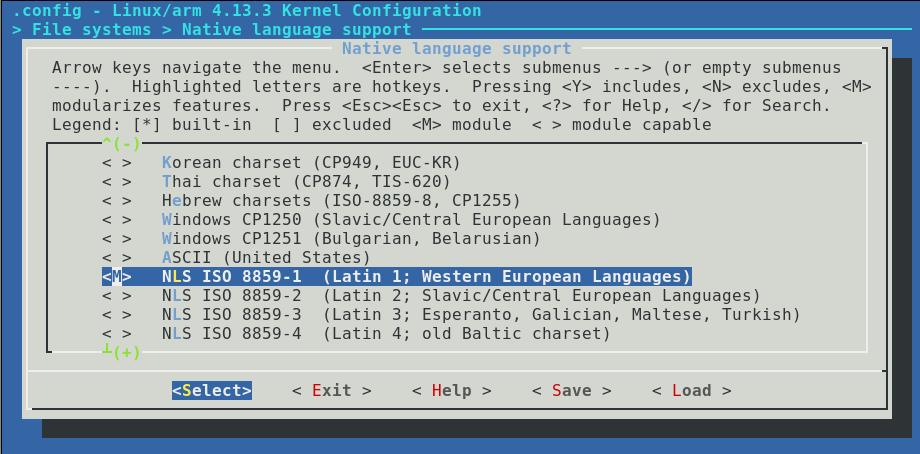 .config - Linux/arm 4.13.3 Kernel Configuration
> File systems > Native language support
Native language support
Arrow keys navigate the menu.  <Enter> selects submenus ---> (or empty submenus
----).  Highlighted letters are hotkeys.  Pressing <Y> includes, <N> excludes, <M>
modularizes features.  Press <Esc><Esc> to exit, <?> for Help, </> for Search.
Legend: [*] built-in  [ ] excluded  <M> module  < > module capable
^(-)
< >   Korean charset (CP949, EUC-KR)
< >   Thai charset (CP874, TIS-620)
< >   Hebrew charsets (ISO-8859-8, CP1255)
< >   Windows CP1250 (Slavic/Central European Languages)
< >   Windows CP1251 (Bulgarian, Belarusian)
< >   ASCII (United States)
<M>   NLS ISO 8859-1  (Latin 1; Western European Languages)
< >   NLS ISO 8859-2  (Latin 2; Slavic/Central European Languages)
< >   NLS ISO 8859-3  (Latin 3; Esperanto, Galician, Maltese, Turkish)
< >   NLS ISO 8859-4  (Latin 4; old Baltic charset)
┴(+)
<Select>    < Exit >    < Help >    < Save >    < Load >